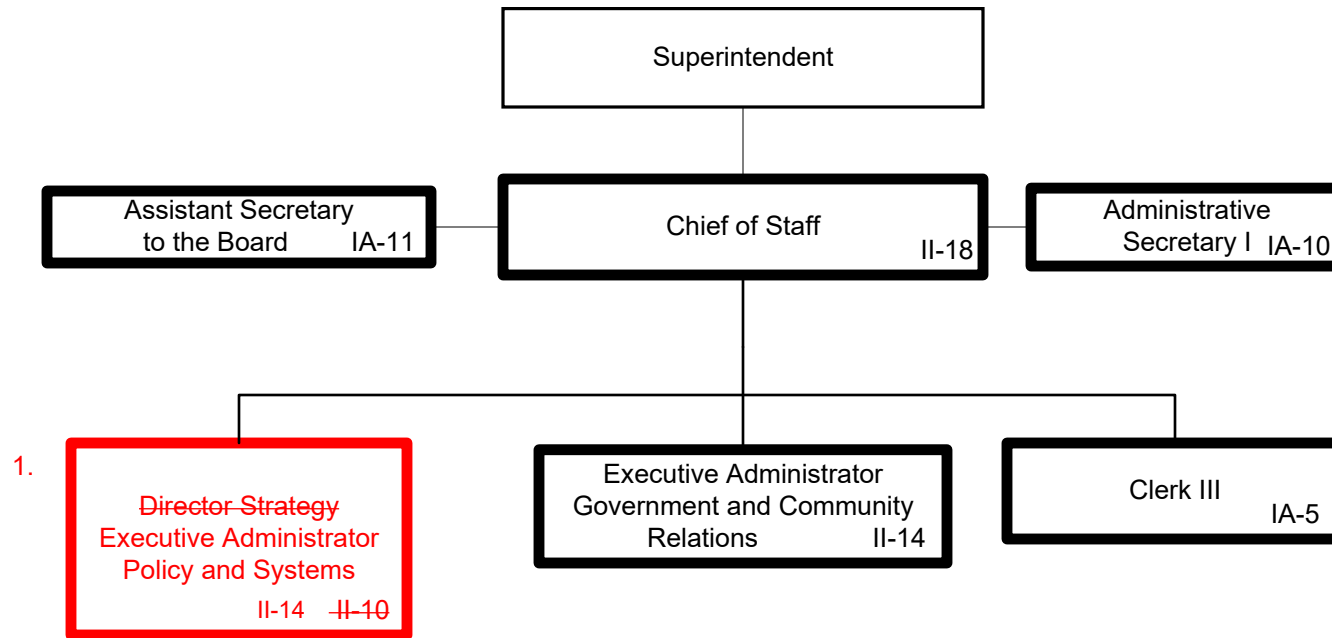 Superintendent
Assistant Secretary
to the Board IA-11
Chief of Staff
II-18
Administrative
Secretary I IA-10
1.
Director Strategy
Executive Administrator
Policy and Systems
II-14 II-10
Executive Administrator
Government and Community
Relations II-14
Clerk III
IA-5